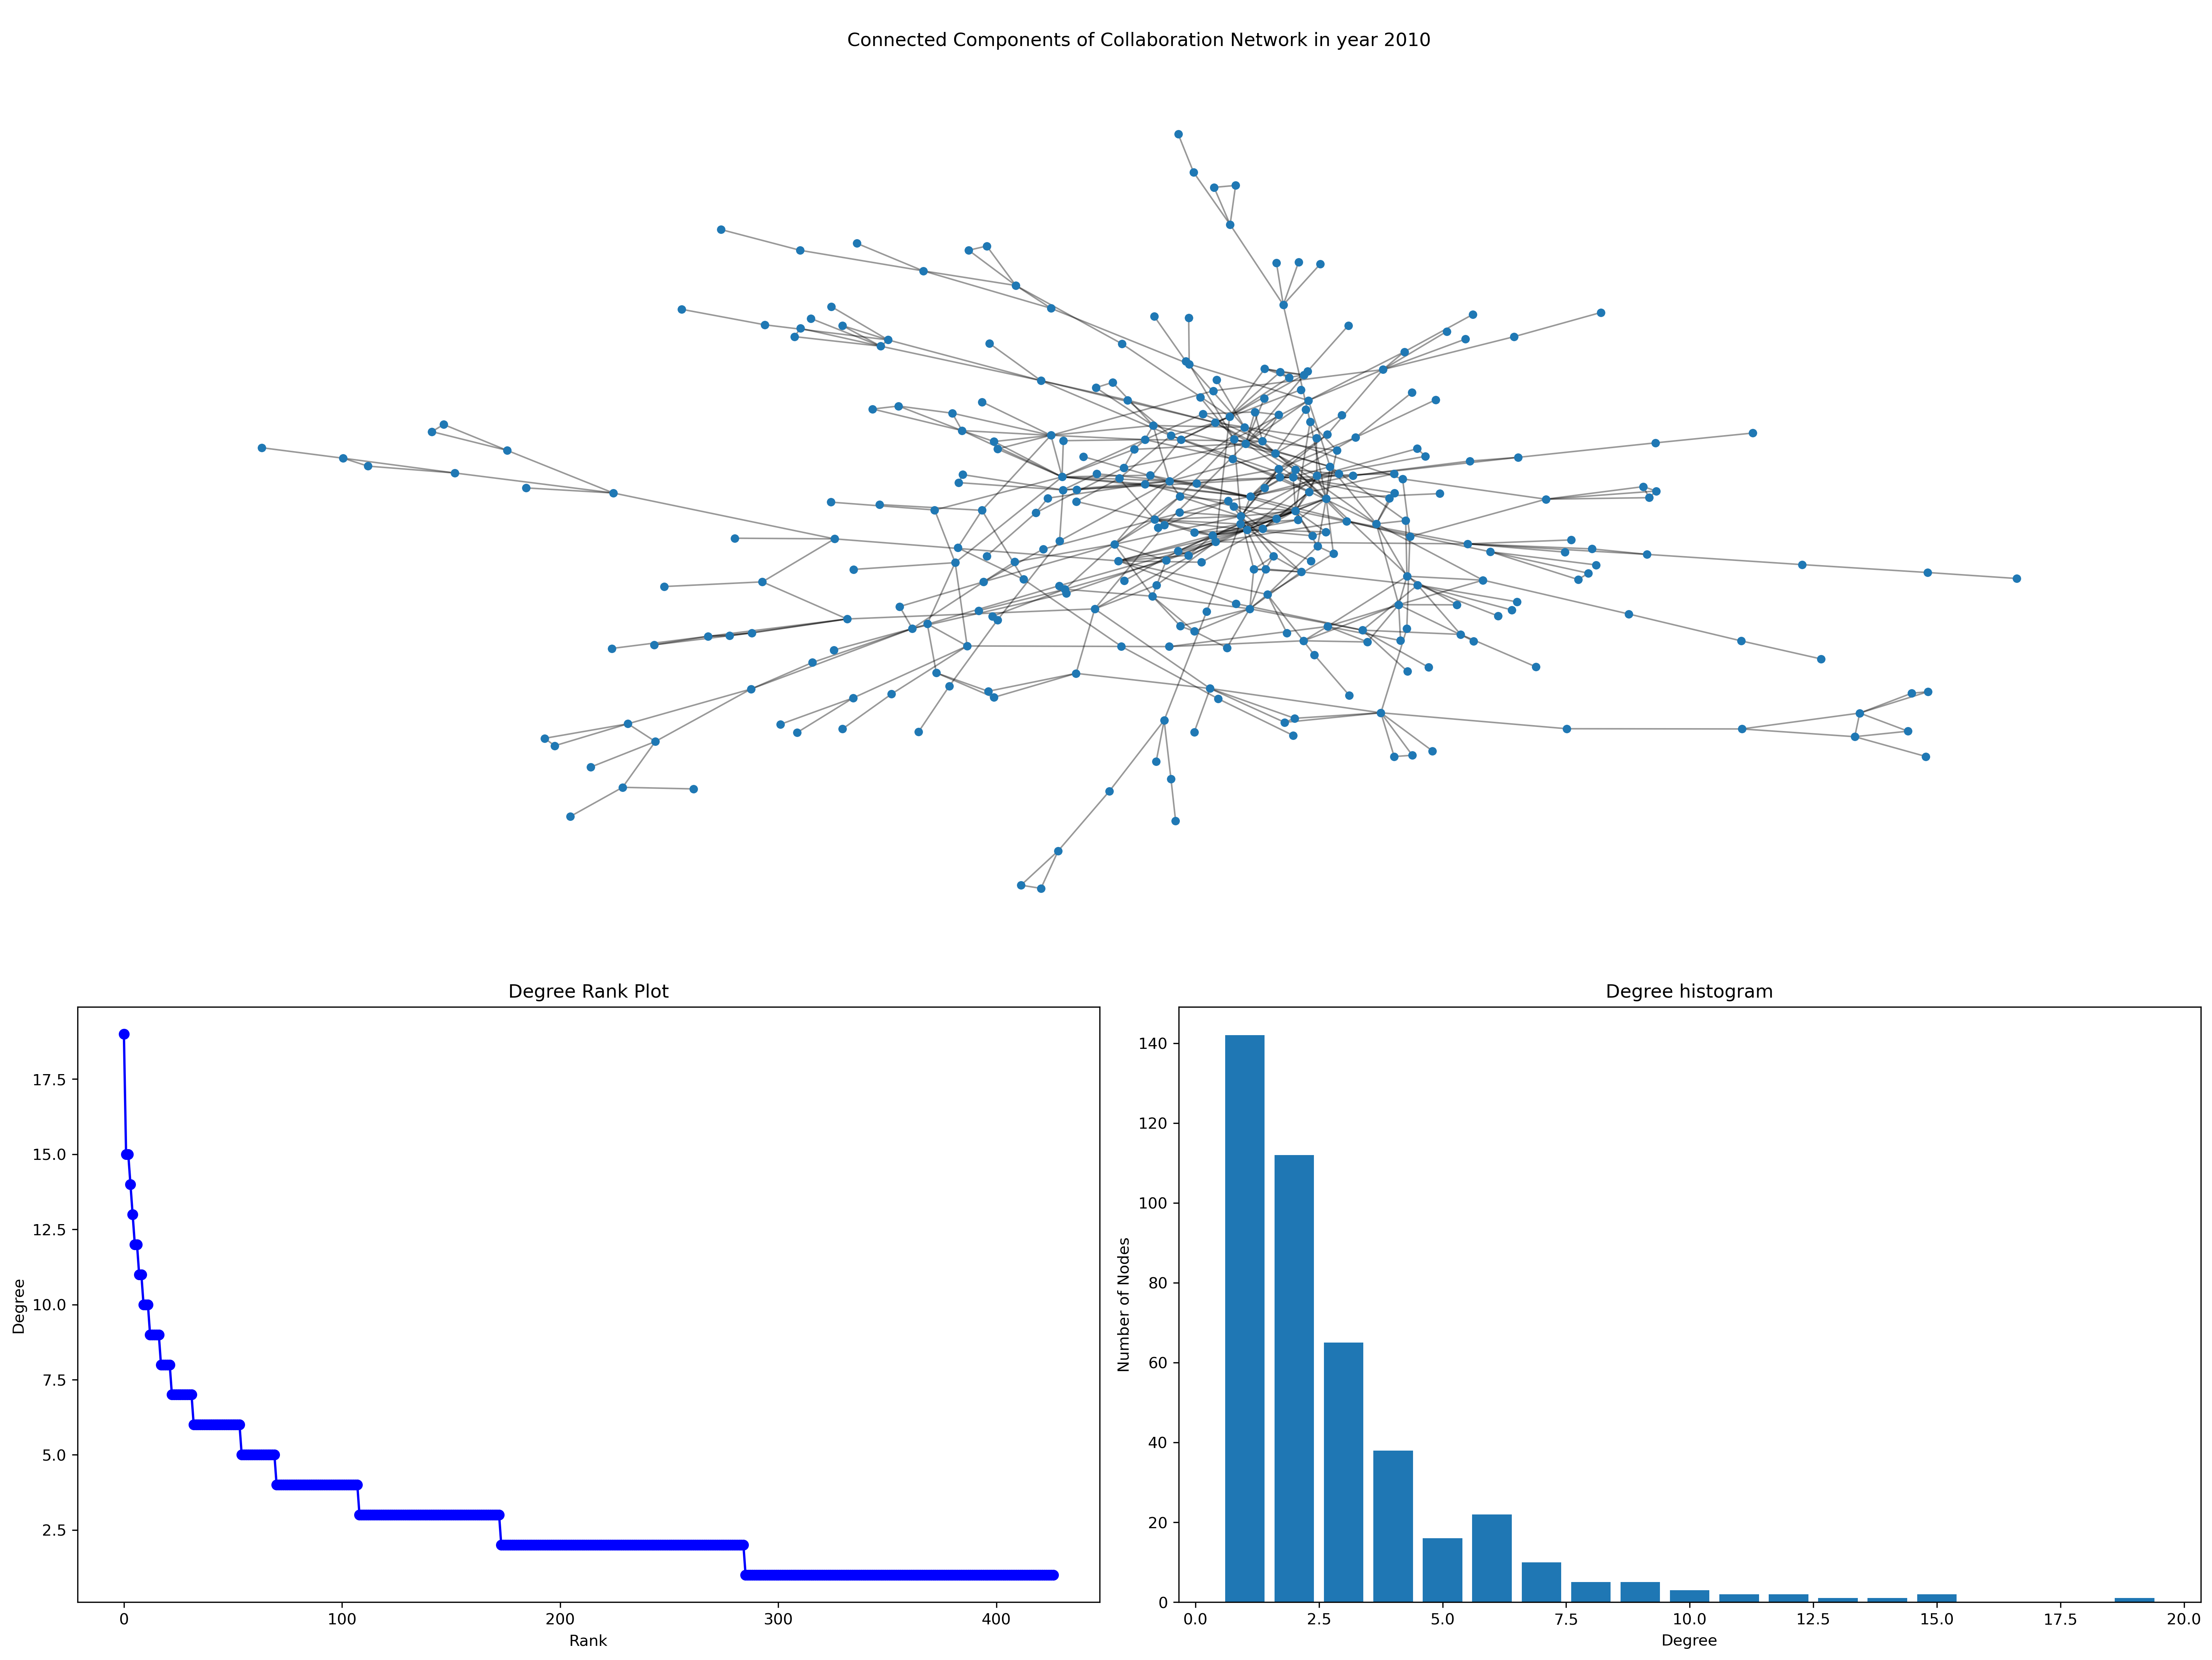 Connected Components of Collaboration Network in year 2010
Degree Rank Plot
Degree
17.5
15.0
12.5
10.0
7.5
5.0
2.5
0 100 200 300 400
Rank
Degree histogram
Number of Nodes
140
120
100
80
60
40
20
0
0.0 2.5 5.0 7.5 10.0 12.5 15.0 17.5 20.0
Degree